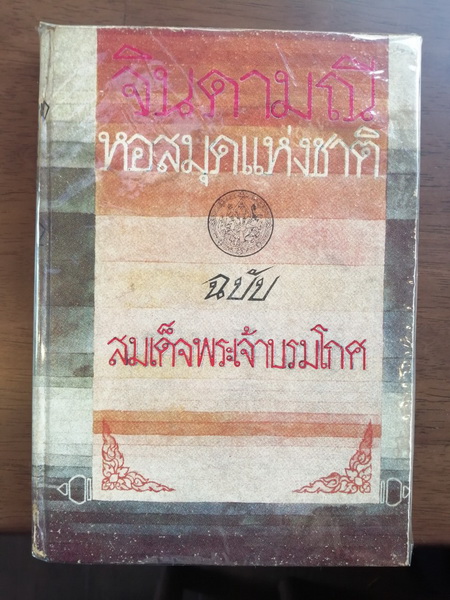 จินดามณี
หอสมุดแห่งชาติ
ฉบับ
สมเด็จพระเจ้าบรมโกศ